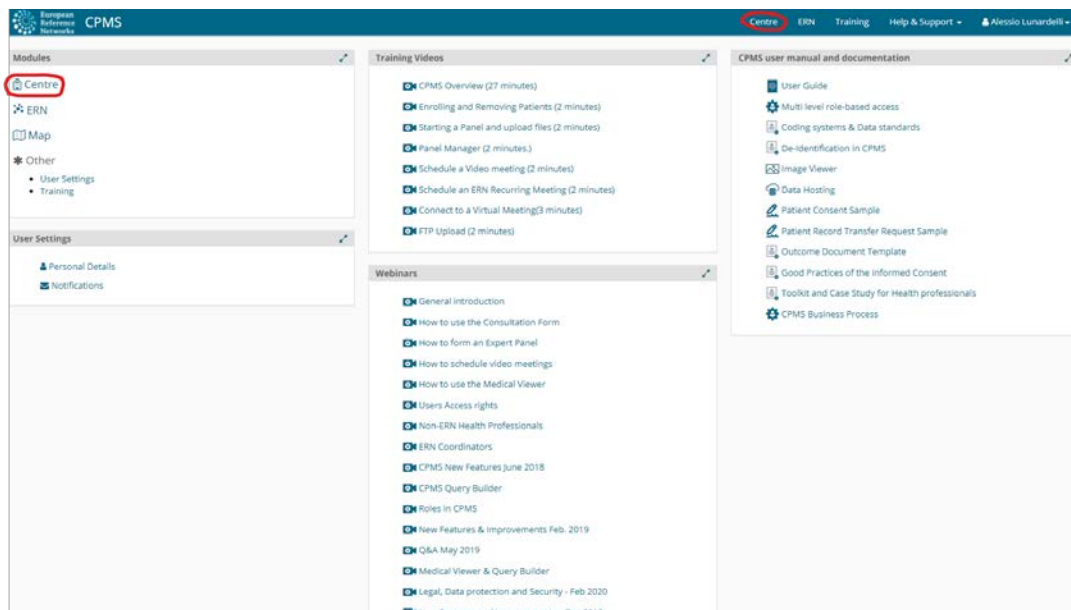 European
Reference
Networks
CPMS
Centre
ERN
Training
Help & Support
Alessio Lunardelli
Modules
Centre
ERN
Map
Other
User Settings
Training
User Settings
Personal Details
Notifications
Training Videos
CPMS Overview (27 minutes)
Enrolling and Removing Patients (2 minutes)
Starting a Panel and upload files (2 minutes)
Panel Manager (2 minutes.)
Schedule a Video meeting (2 minutes)
Schedule an ERN Recurring Meeting (2 minutes)
Connect to a Virtual Meeting(3 minutes)
FTP Upload (2 minutes)
Webinars
General introduction
How to use the Consultation Form
How to form an Expert Panel
How to schedule video meetings
How to use the Medical Viewer
Users Access rights
Non-ERN Health Professionals
ERN Coordinators
CPMS New Features June 2018
CPMS Query Builder
Roles in CPMS
New Features & Improvements Feb. 2019
Q&A May 2019
Medical Viewer & Query Builder
Legal, Data protection and Security - Feb 2020
CPMS user manual and documentation
User Guide
Multi level role-based access
Coding systems & Data standards
De-Identification in CPMS
Image Viewer
Data Hosting
Patient Consent Sample
Patient Record Transfer Request Sample
Outcome Document Template
Good Practices of the Informed Consent
Toolkit and Case Study for Health professionals
CPMS Business Process